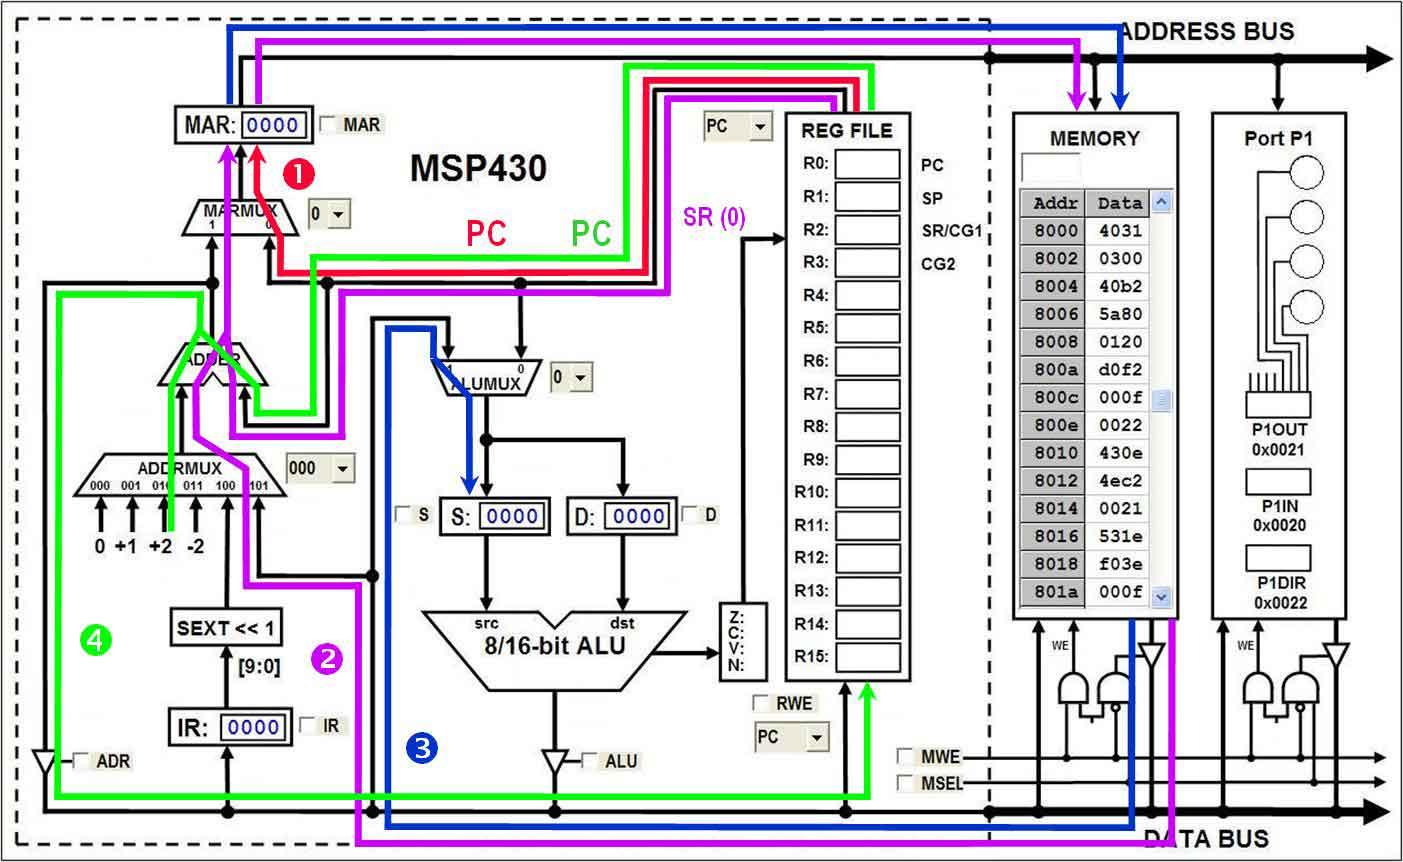 ADDRESS BUS
MAR: 0000
MAR
PC
REG FILE
MEMORY
Port P1
MSP430
❶
MARMUX
1 0
0
PC
PC
SR (0)
R0:
PC
R1:
SP
R2:
SR/CG1
R3:
CG2
R4:
R5:
R6:
R7:
R8:
R9:
R10:
R11:
R12:
R13:
R14:
R15:
Addr Data
8000 4031
8002 0300
8004 40b2
8006 5a80
8008 0120
800a d0f2
800c 000f
800e 0022
8010 430e
8012 4ec2
8014 0021
8016 531e
8018 f03e
801a 000f
P1OUT
0x0021
P1IN
0x0020
P1DIR
0x0022
ADDER
1 0
ALUMUX
0
ADDRMUX
000 001 010 011 100 101
000
0 +1 +2 -2
S
S: 0000
D: 0000
D
SEXT << 1
[9:0]
❷
❹
src dst
8/16-bit ALU
Z:
C:
V:
N:
IR: 0000
IR
❸
RWE
PC
ADR
ALU
WE
WE
MWE
MSEL
DATA BUS